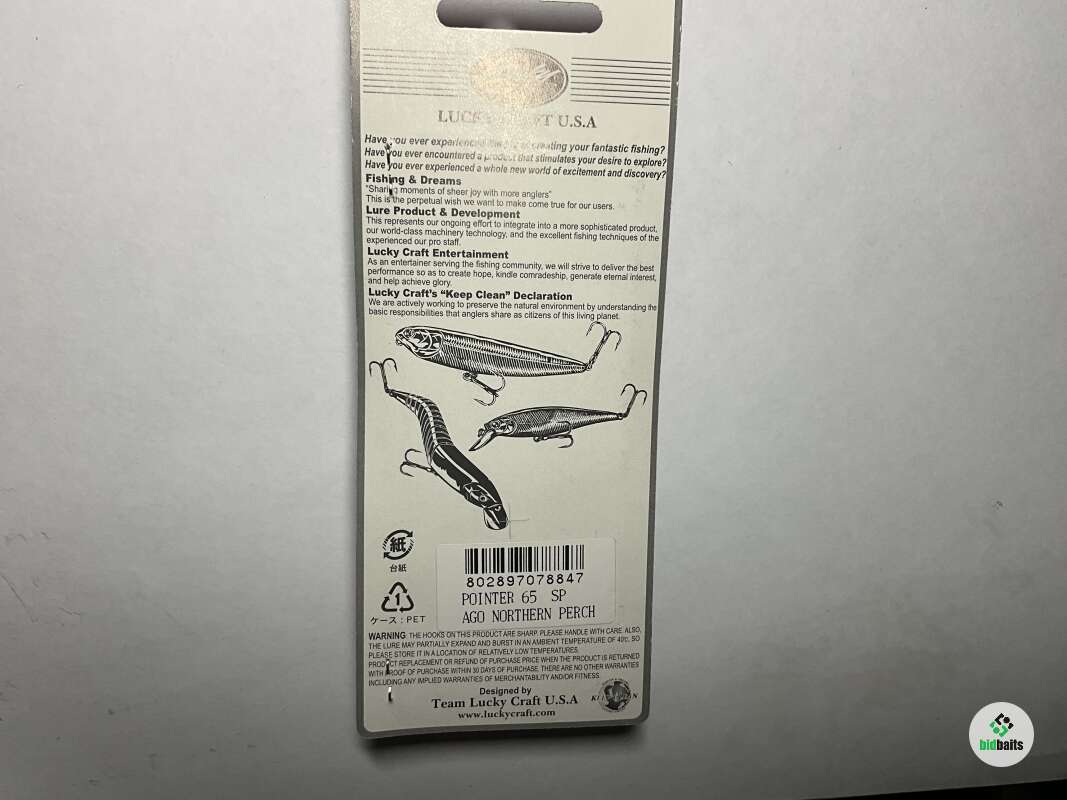 LUCKY CRAFT U.S.A
Have you ever experienced the joy of creating your fantastic fishing?
Have you ever encountered a product that stimulates your desire to explore?
Have you ever experienced a whole new world of excitement and discovery?
Fishing & Dreams
"Sharing moments of sheer joy with more anglers"
This is the perpetual wish we want to make come true for our users.
Lure Product & Development
This represents our ongoing effort to integrate into a more sophisticated product,
our world-class machinery technology, and the excellent fishing techniques of the
experienced our pro staff.
Lucky Craft Entertainment
As an entertainer serving the fishing community, we will strive to deliver the best
performance so as to create hope, kindle comradeship, generate eternal interest,
and help achieve glory.
Lucky Craft's “Keep Clean” Declaration
We are actively working to preserve the natural environment by understanding the
basic responsibilities that anglers share as citizens of this living planet.
紙
台紙
1
ケース:PET
802897078847
POINTER 65 SP
AGO NORTHERN PERCH
WARNING: THE HOOKS ON THIS PRODUCT ARE SHARP. PLEASE HANDLE WITH CARE. ALSO,
THE LURE MAY PARTIALLY EXPAND AND BURST IN AN AMBIENT TEMPERATURE OF 40℃, SO
PLEASE STORE IT IN A LOCATION OF RELATIVELY LOW TEMPERATURES.
PRODUCT REPLACEMENT OR REFUND OF PURCHASE PRICE WHEN THE PRODUCT IS RETURNED
WITH PROOF OF PURCHASE WITHIN 30 DAYS OF PURCHASE. THERE ARE NO OTHER WARRANTIES
INCLUDING ANY IMPLIED WARRANTIES OF MERCHANTABILITY AND/OR FITNESS.
Designed by
Team Lucky Craft U.S.A
www.luckycraft.com
bidbaits